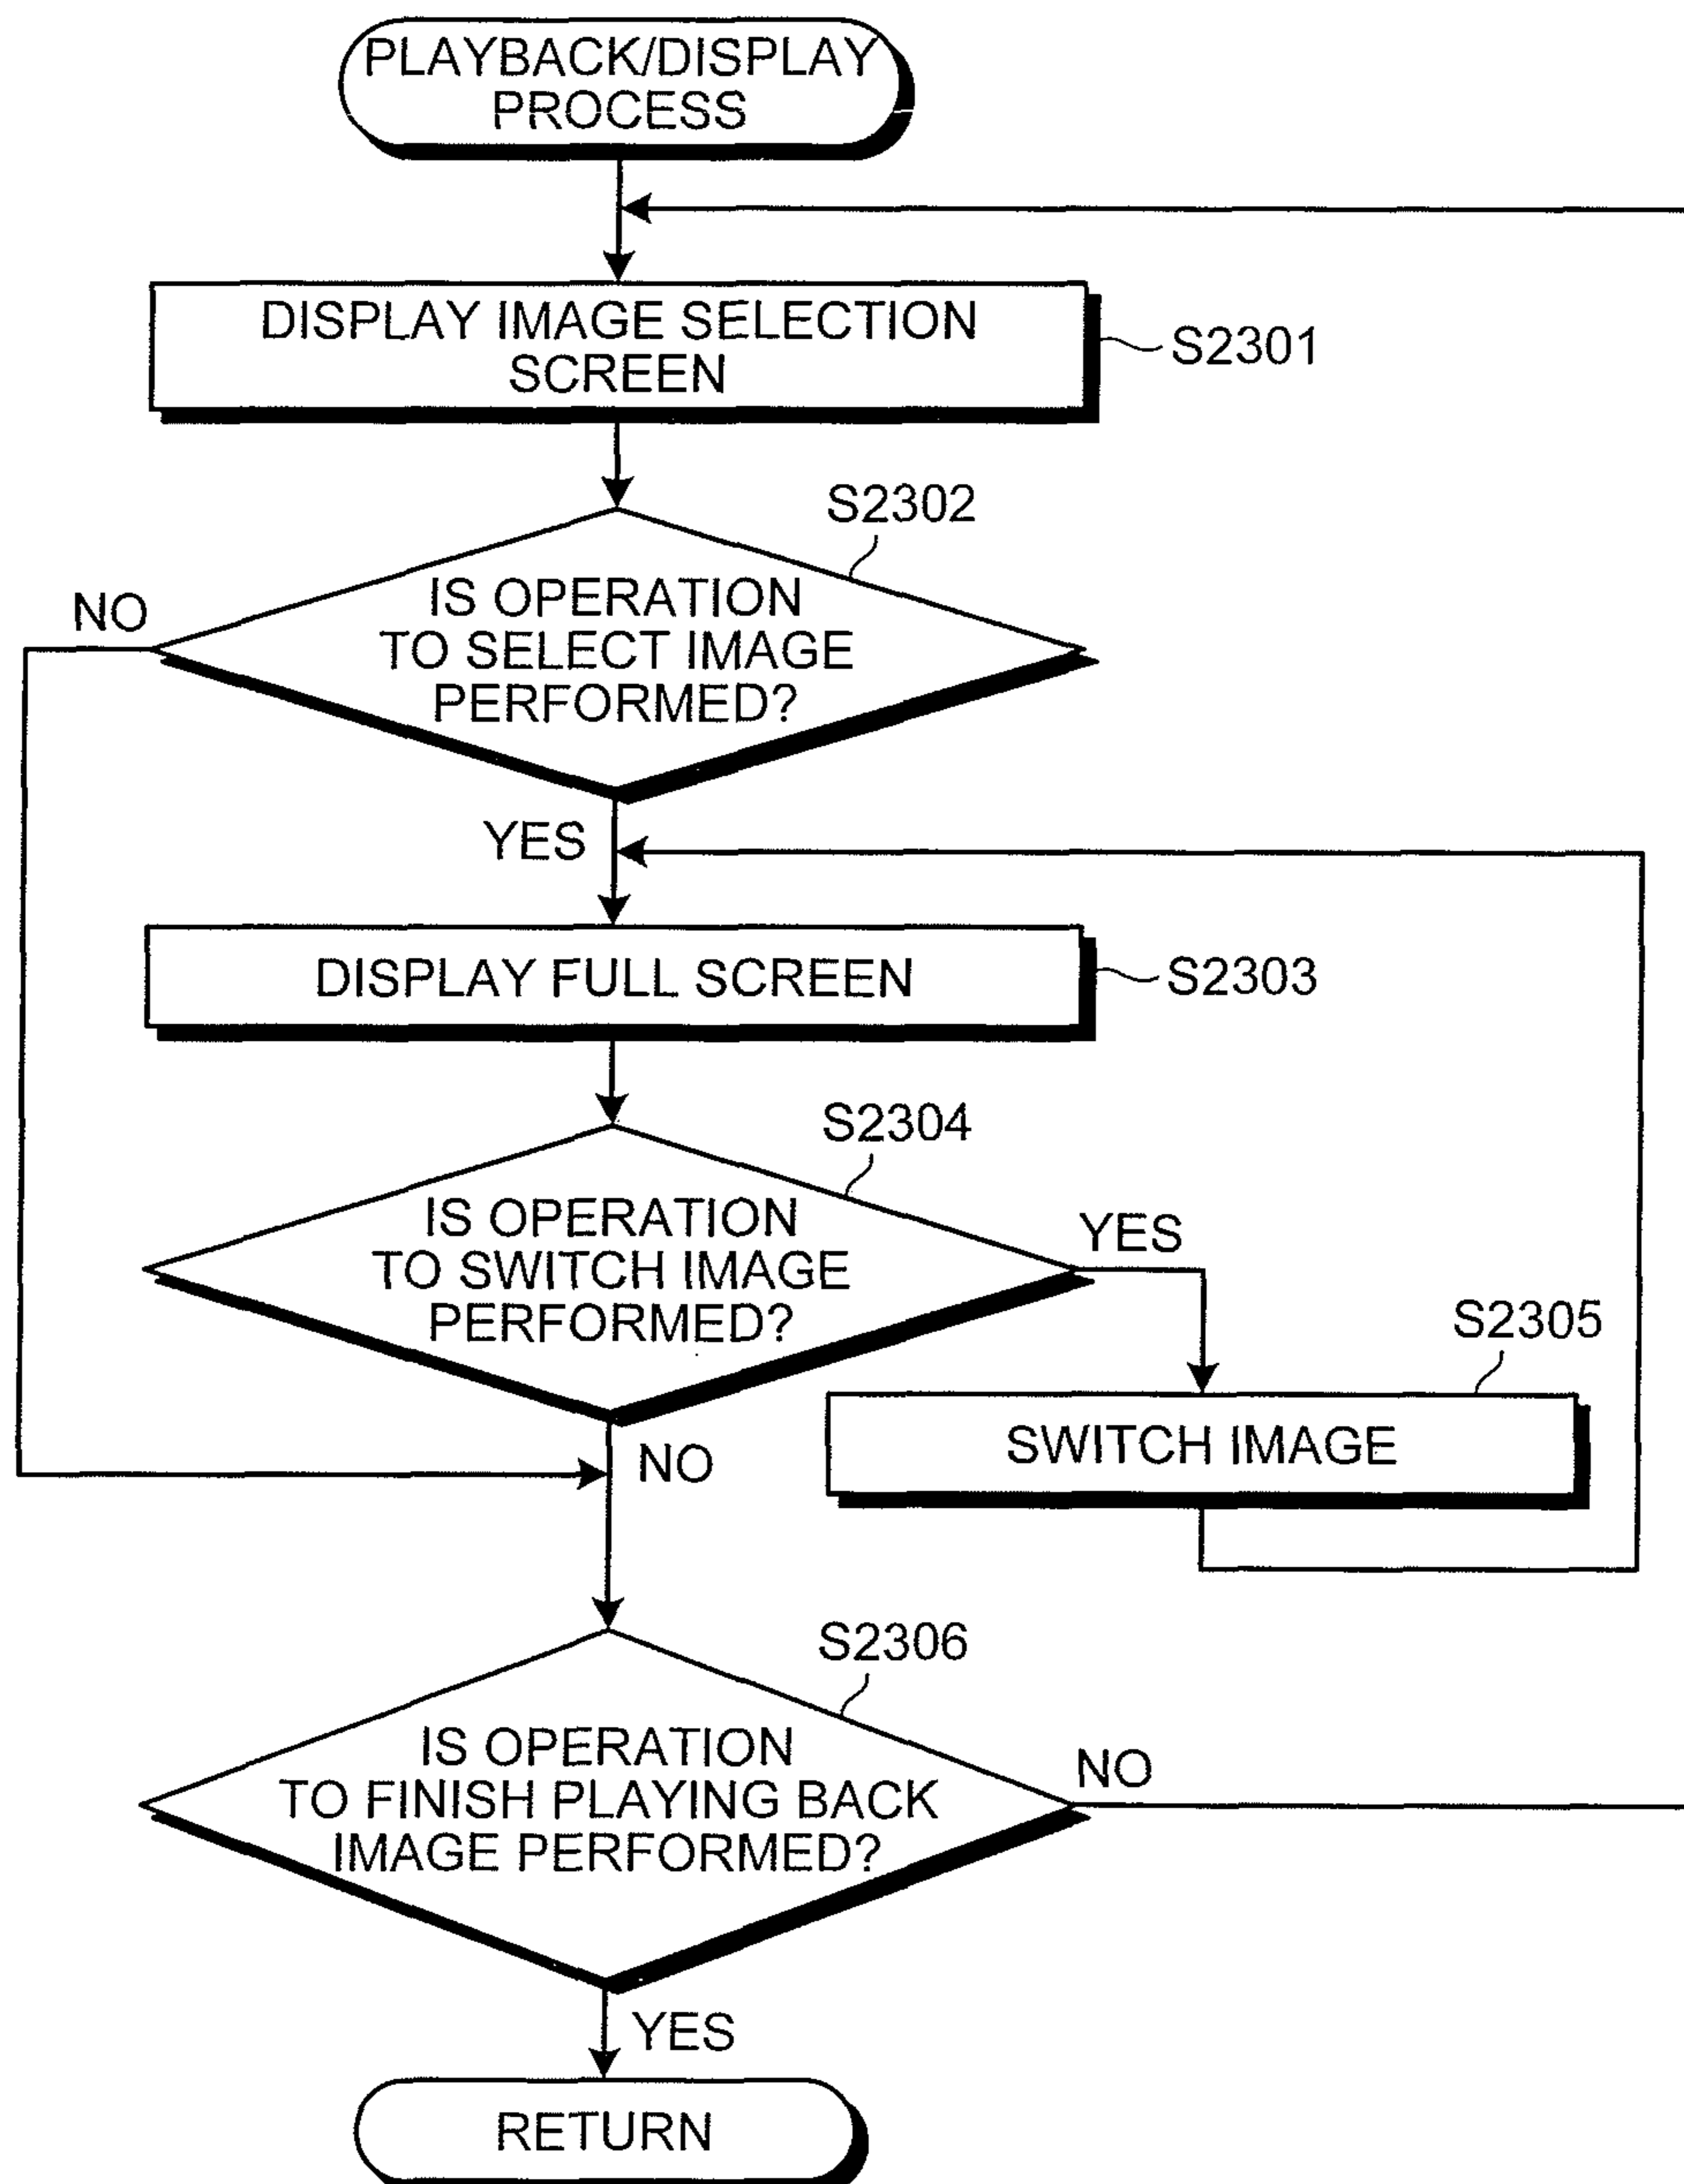 PLAYBACK/DISPLAY
PROCESS
DISPLAY IMAGE SELECTION
SCREEN
S2301
S2302
IS OPERATION
TO SELECT IMAGE
PERFORMED?
NO
YES
DISPLAY FULL SCREEN
S2303
S2304
IS OPERATION
TO SWITCH IMAGE
PERFORMED?
YES
S2305
SWITCH IMAGE
NO
S2306
IS OPERATION
TO FINISH PLAYING BACK
IMAGE PERFORMED?
NO
YES
RETURN